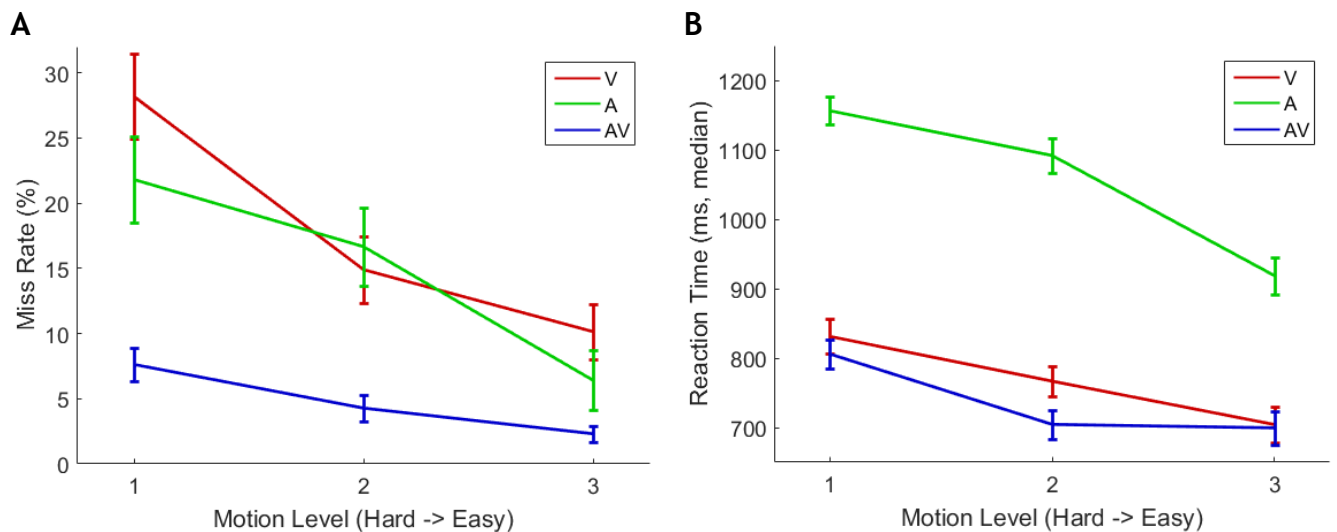 A
Miss Rate (%)
30
25
20
15
10
5
0
1 2 3
Motion Level (Hard -> Easy)
V
A
AV
B
Reaction Time (ms, median)
1200
1100
1000
900
800
700
1 2 3
Motion Level (Hard -> Easy)
V
A
AV